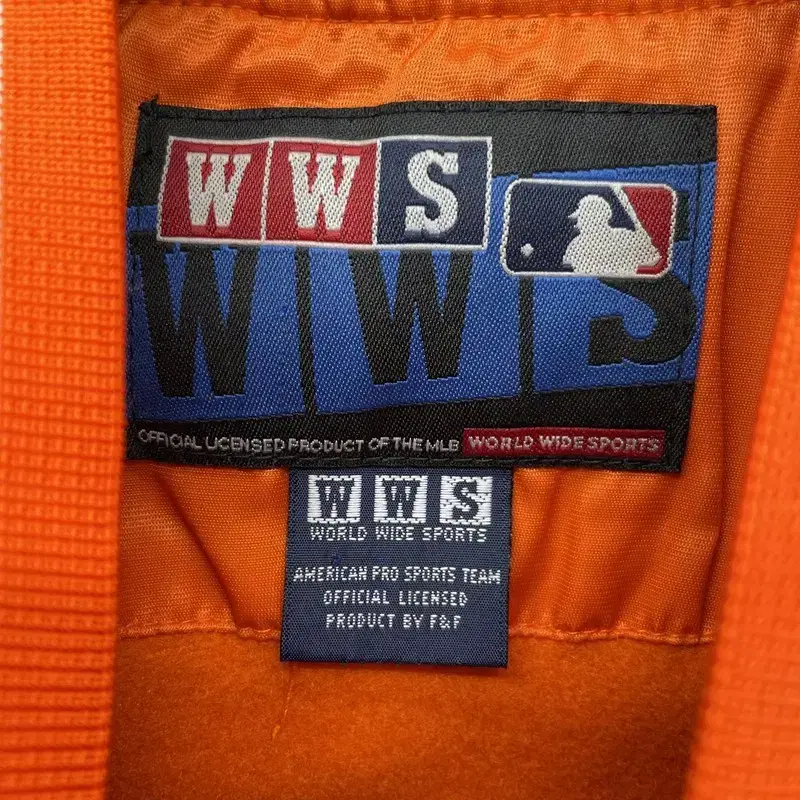 WWS
WWS
OFFICIAL LICENSED PRODUCT OF THE MLB WORLD WIDE SPORTS
WWS
WORLD WIDE SPORTS
AMERICAN PRO SPORTS TEAM
OFFICIAL LICENSED
PRODUCT BY F&F